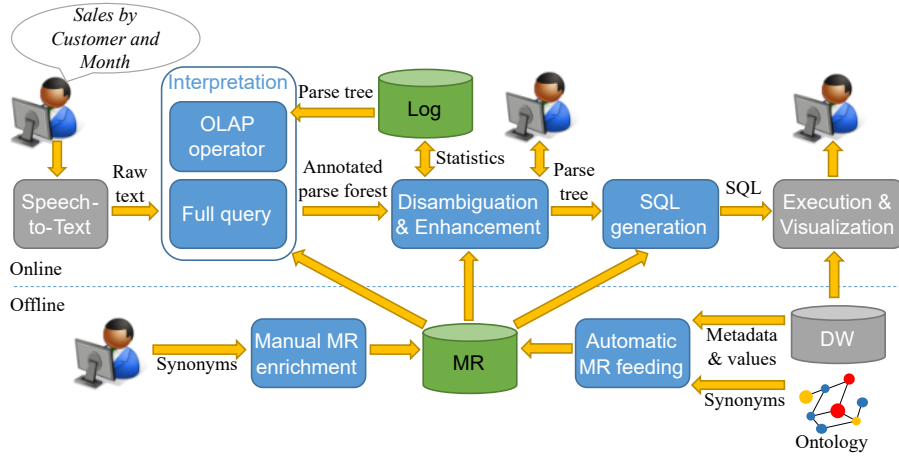 Sales by
Customer and
Month
Interpretation
OLAP
operator
Full query
Parse tree
Log
Statistics
Speech-
to-Text
Raw
text
Annotated
parse forest
Disambiguation
& Enhancement
Parse
tree
SQL
generation
SQL
Execution &
Visualization
Online
Offline
Synonyms
Manual MR
enrichment
MR
Automatic
MR feeding
Metadata
& values
DW
Synonyms
Ontology